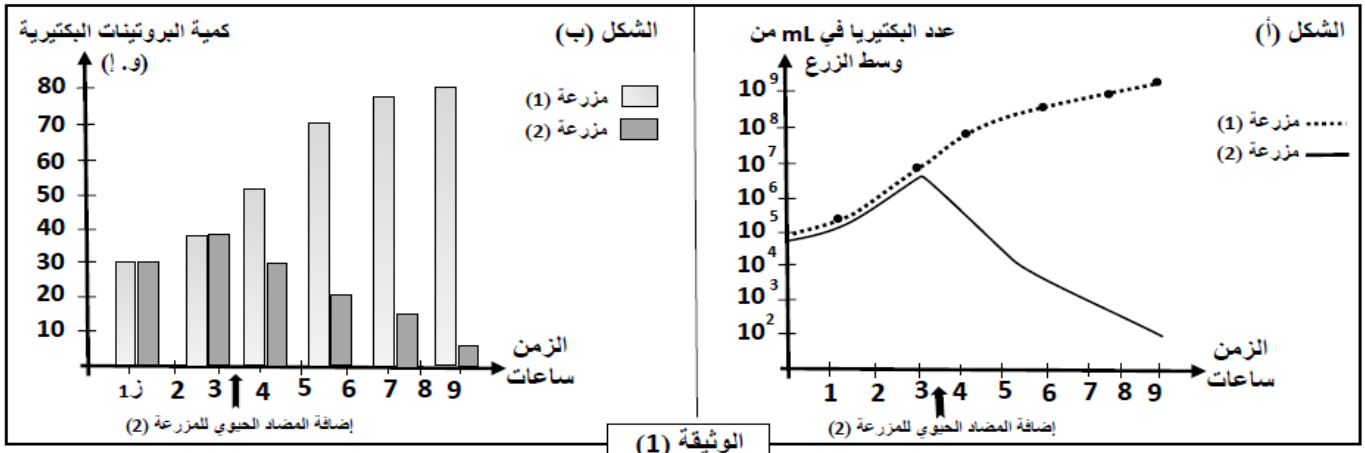 الشكل (أ)
عدد البكتيريا في mL من
وسط الزرع
10⁹
10⁸
10⁷
10⁶
10⁵
10⁴
10³
10²
مزرعة (1)
مزرعة (2)
1 2 3 4 5 6 7 8 9
الزمن
ساعات
إضافة المضاد الحيوي للمزرعة (2)
الشكل (ب)
كمية البروتينات البكتيرية
(و. إ)
80
70
60
50
40
30
20
10
مزرعة (1)
مزرعة (2)
ز1 2 3 4 5 6 7 8 9
الزمن
ساعات
إضافة المضاد الحيوي للمزرعة (2)
الوثيقة (1)